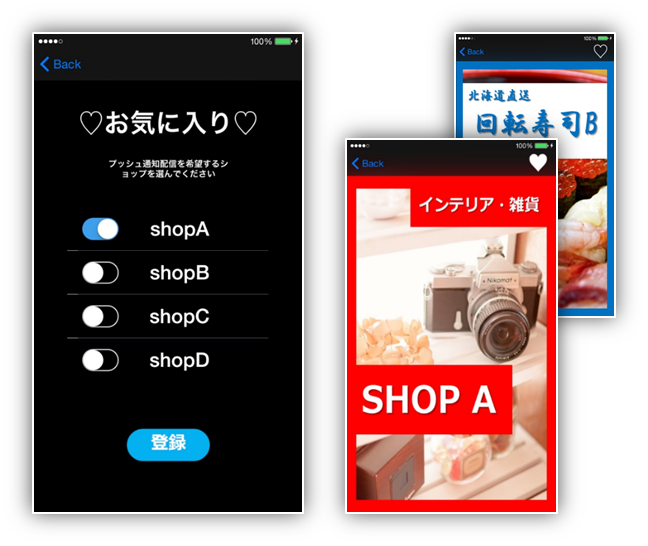 100%
Back
♡お気に入り♡
プッシュ通知配信を希望するシ
ョップを選んでください
shopA
shopB
shopC
shopD
登録
100%
Back
北海道直送
回転寿司B
100%
Back
インテリア・雑貨
Nikomat
SHOP A